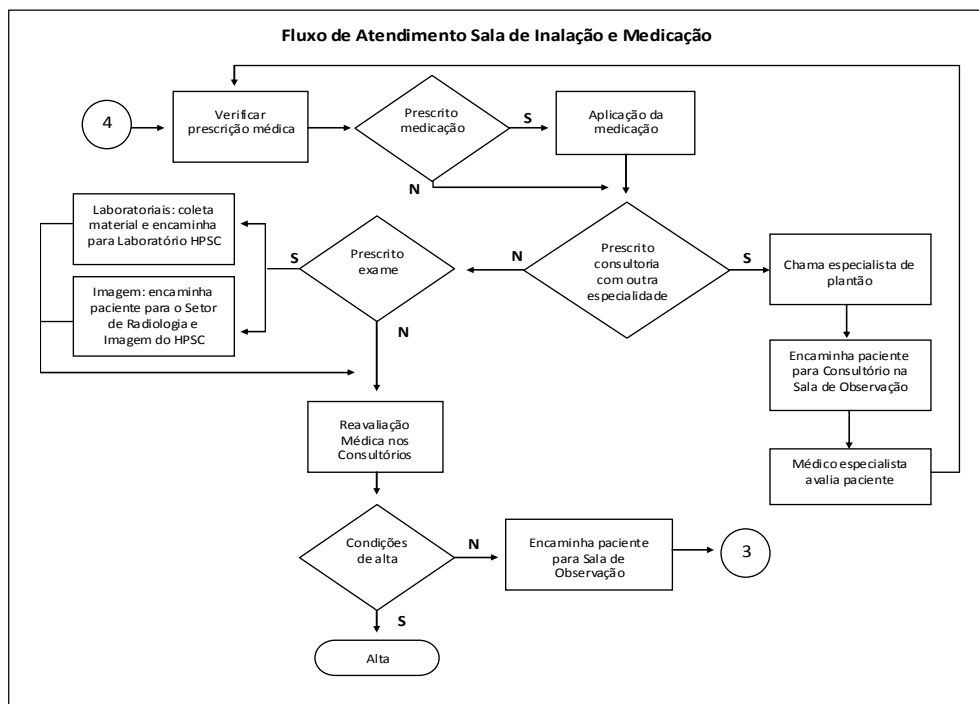 Fluxo de Atendimento Sala de Inalação e Medicação
4
Verificar
prescrição médica
Prescrito
medicação
S
Aplicação da
medicação
N
Laboratoriais: coleta
material e encaminha
para Laboratório HPSC
S
Prescrito
exame
N
Prescrito
consultoria
com outra
especialidade
S
Chama especialista de
plantão
Imagem: encaminha
paciente para o Setor
de Radiologia e
Imagem do HPSC
N
Encaminha paciente
para Consultório na
Sala de Observação
Reavaliação
Médica nos
Consultórios
Médico especialista
avalia paciente
Condições
de alta
N
Encaminha paciente
para Sala de
Observação
3
S
Alta